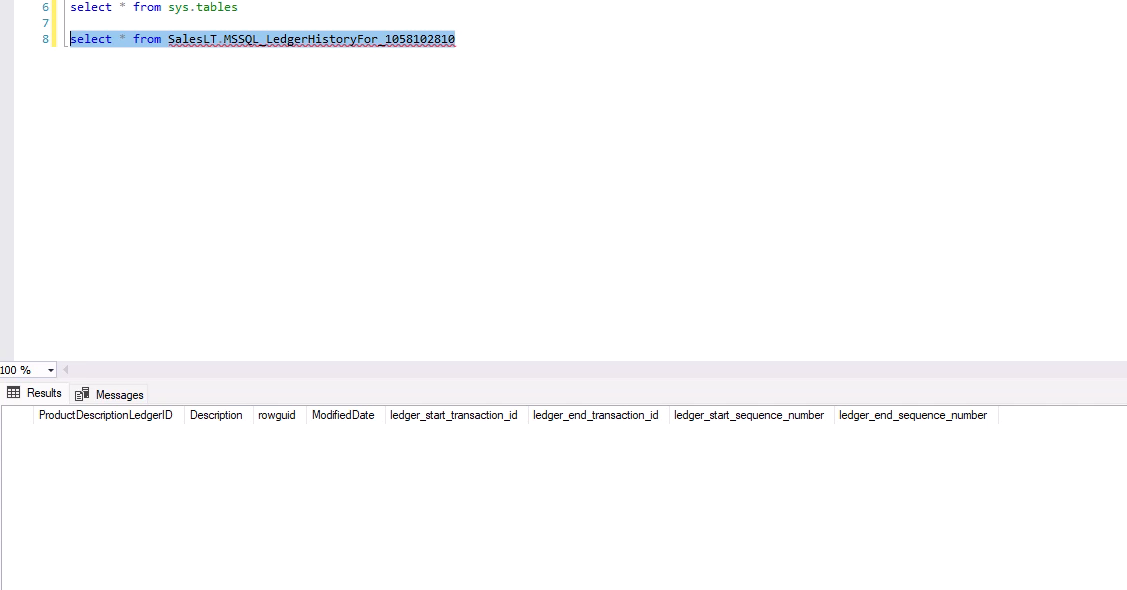 6 select * from sys.tables
7
8 select * from SalesLT.MSSQL_LedgerHistoryFor_1058102810
100 %
Results Messages
ProductDescriptionLedgerID Description rowguid ModifiedDate ledger_start_transaction_id ledger_end_transaction_id ledger_start_sequence_number ledger_end_sequence_number